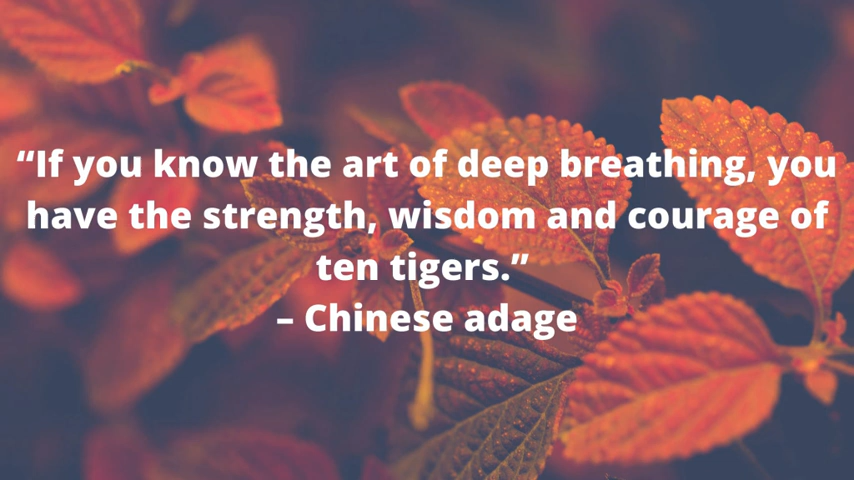 “If you know the art of deep breathing, you
have the strength, wisdom and courage of
ten tigers.”
– Chinese adage